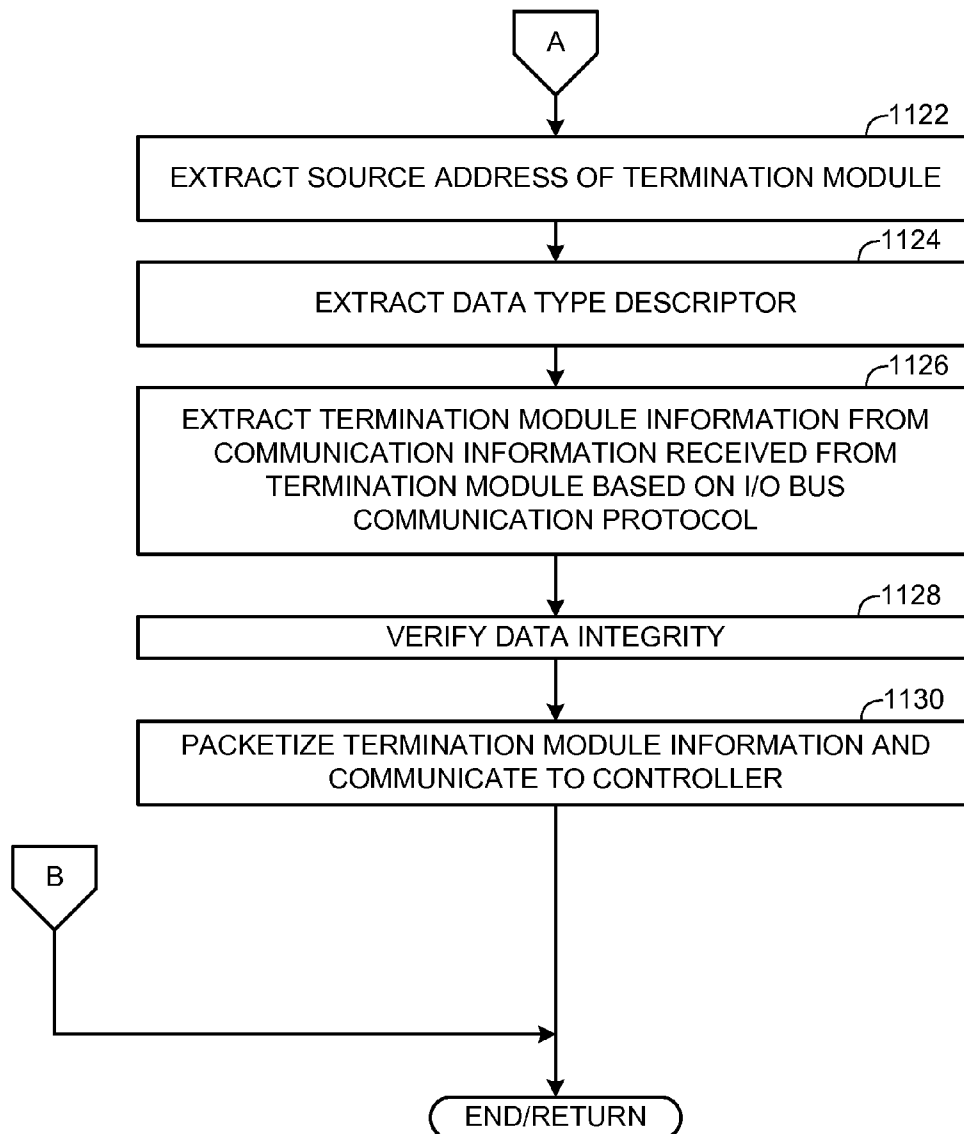 A
1122
EXTRACT SOURCE ADDRESS OF TERMINATION MODULE
1124
EXTRACT DATA TYPE DESCRIPTOR
1126
EXTRACT TERMINATION MODULE INFORMATION FROM
COMMUNICATION INFORMATION RECEIVED FROM
TERMINATION MODULE BASED ON I/O BUS
COMMUNICATION PROTOCOL
1128
VERIFY DATA INTEGRITY
1130
PACKETIZE TERMINATION MODULE INFORMATION AND
COMMUNICATE TO CONTROLLER
B
END/RETURN